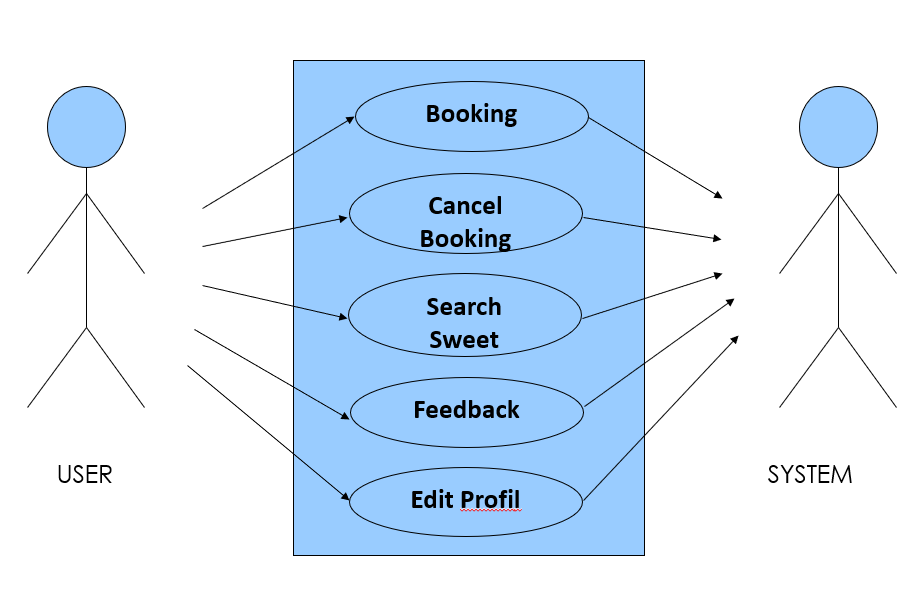 Booking
Cancel
Booking
Search
Sweet
Feedback
Edit Profil
USER
SYSTEM